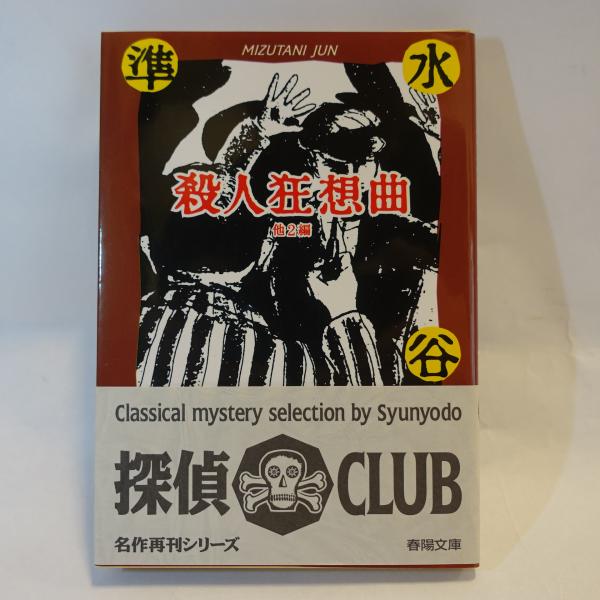 MIZUTANI JUN
水
谷
準
殺人狂想曲
他2編
Classical mystery selection by Syunyodo
探偵 CLUB
名作再刊シリーズ
春陽文庫